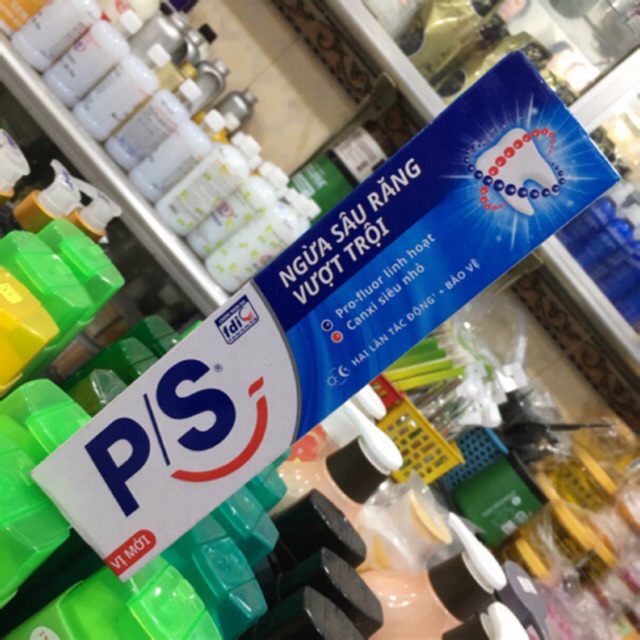 NGỪA SÂU RĂNG
VƯỢT TRỘI
Pro-fluor linh hoạt
Canxi siêu nhỏ
HAI LẦN TÁC ĐỘNG + BẢO VỆ
fdi
P/S®
VỊ MỚI